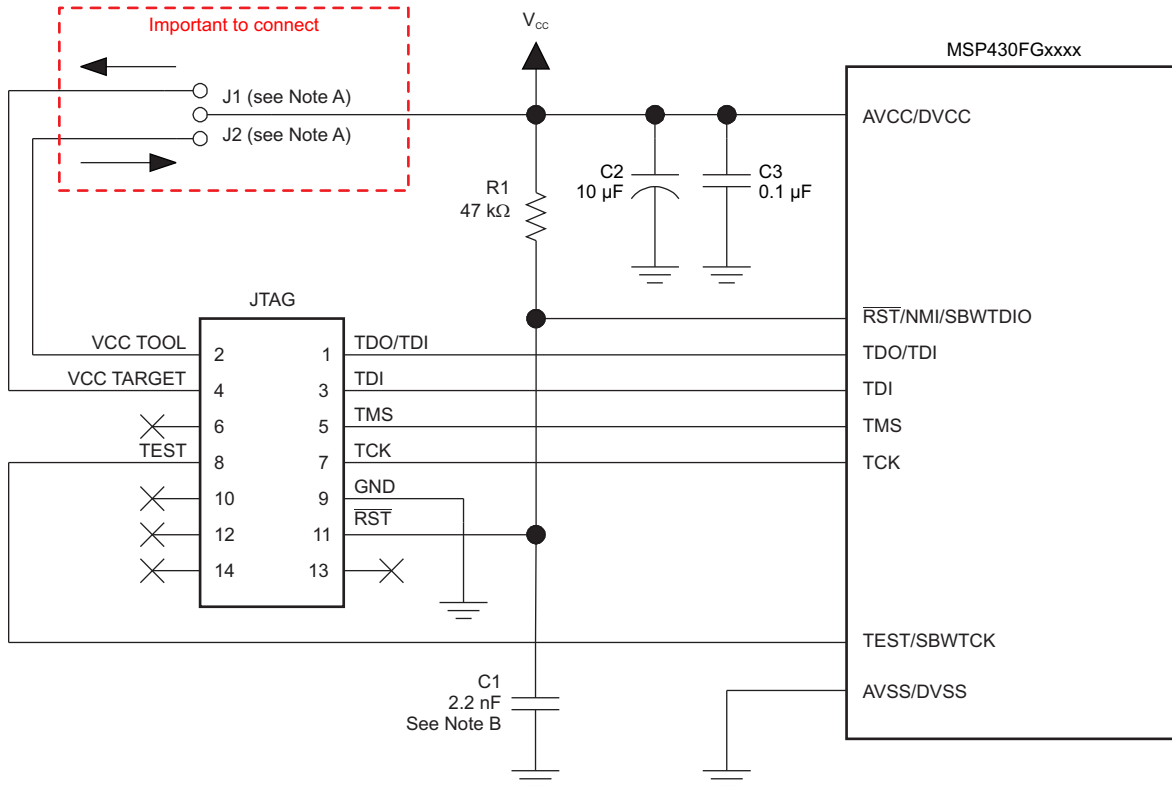 Important to connect
VCC
MSP430FGxxxx
J1 (see Note A)
J2 (see Note A)
AVCC/DVCC
R1
47 kΩ
C2
10 µF
C3
0.1 µF
JTAG
RST/NMI/SBWTDIO
VCC TOOL
2
1
TDO/TDI
TDO/TDI
VCC TARGET
4
3
TDI
TDI
6
5
TMS
TMS
TEST
8
7
TCK
TCK
10
9
GND
12
11
RST
14
13
TEST/SBWTCK
C1
2.2 nF
See Note B
AVSS/DVSS